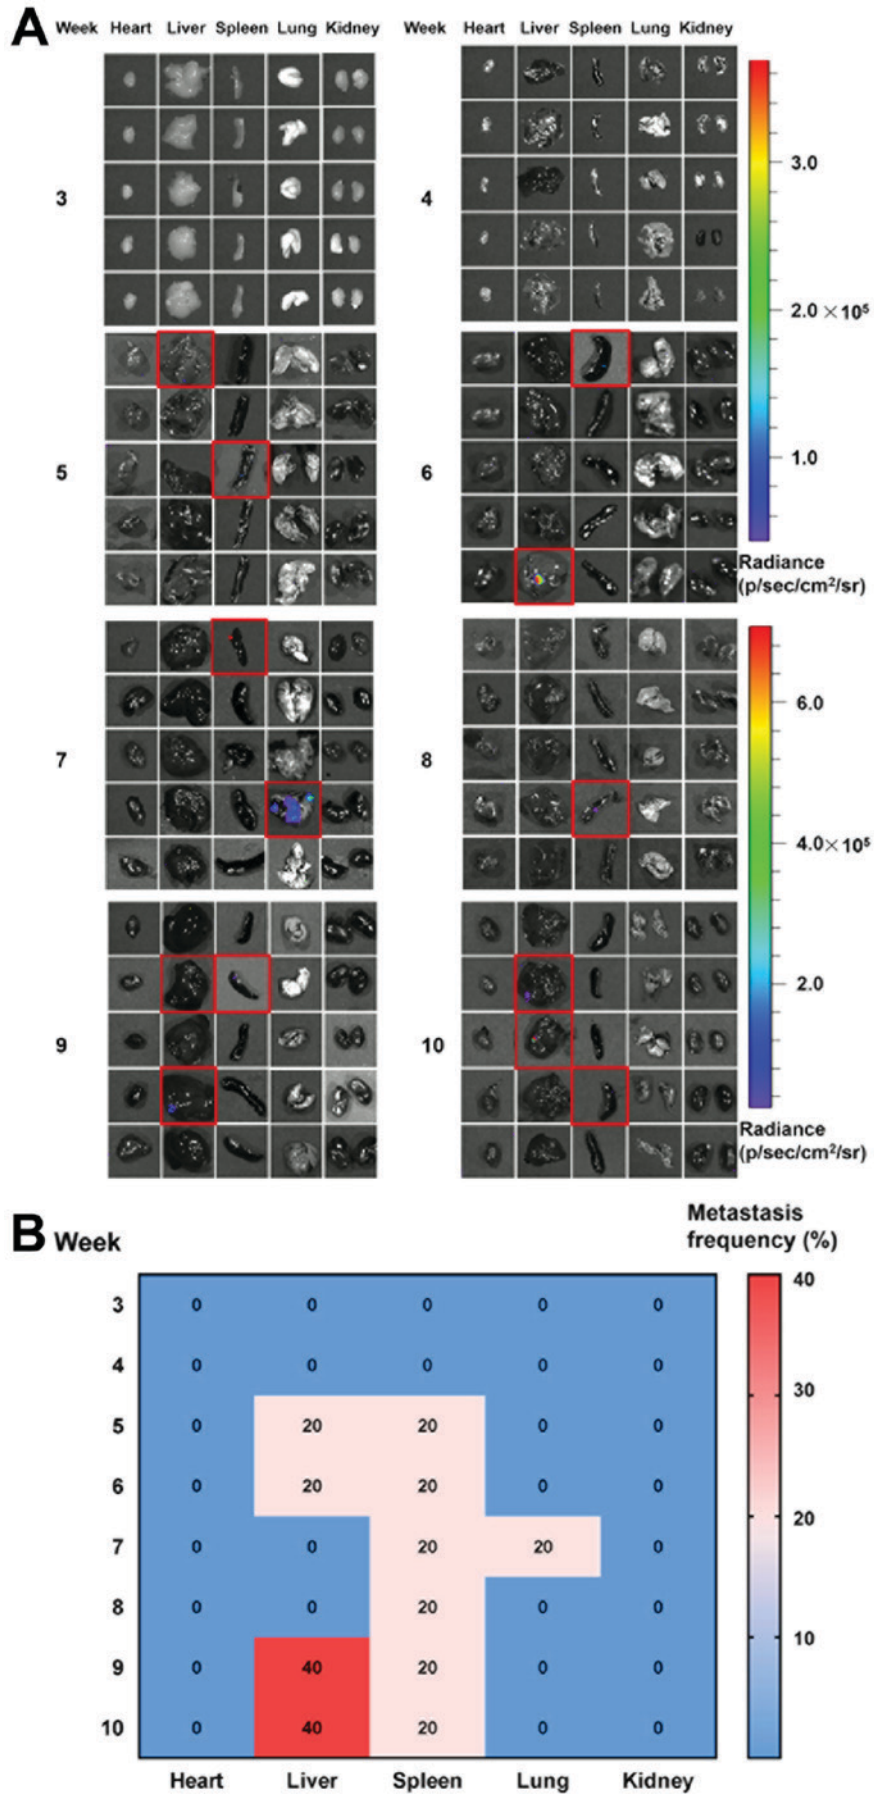 A Week Heart Liver Spleen Lung Kidney Week Heart Liver Spleen Lung Kidney
3 4
3.0
2.0 ×10⁵
1.0
5 6
Radiance
(p/sec/cm²/sr)
7 8
6.0
4.0×10⁵
2.0
9 10
Radiance
(p/sec/cm²/sr)
B Week
Metastasis
frequency (%)
3 0 0 0 0 0
4 0 0 0 0 0
5 0 20 20 0 0
6 0 20 20 0 0
7 0 0 20 20 0
8 0 0 20 0 0
9 0 40 20 0 0
10 0 40 20 0 0
40
30
20
10
Heart Liver Spleen Lung Kidney